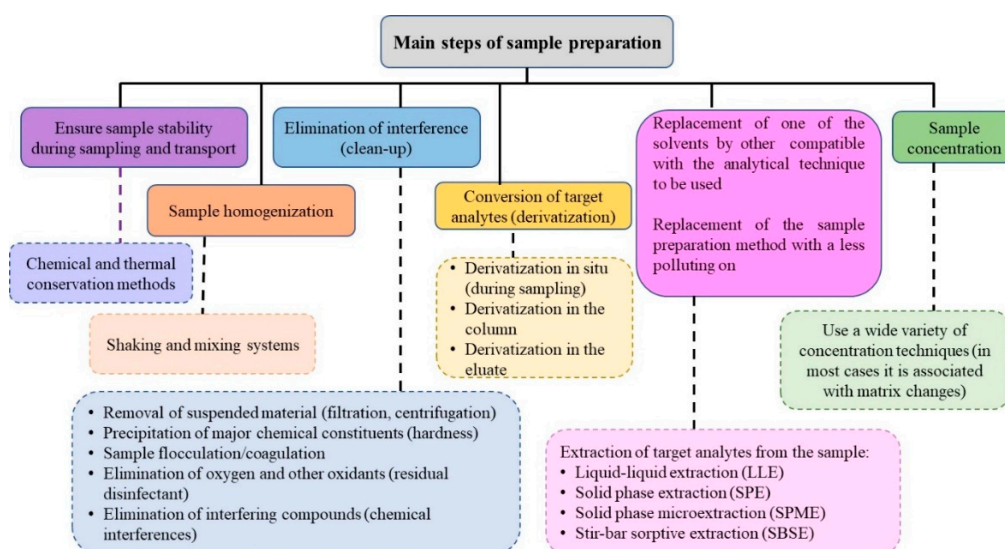 Main steps of sample preparation
Ensure sample stability
during sampling and transport
Elimination of interference
(clean-up)
Replacement of one of the
solvents by other compatible
with the analytical technique
to be used
Replacement of the sample
preparation method with a less
polluting on
Sample
concentration
Sample homogenization
Conversion of target
analytes (derivatization)
Chemical and thermal
conservation methods
• Derivatization in situ
(during sampling)
• Derivatization in the
column
• Derivatization in the
eluate
Shaking and mixing systems
Use a wide variety of
concentration techniques (in
most cases it is associated
with matrix changes)
• Removal of suspended material (filtration, centrifugation)
• Precipitation of major chemical constituents (hardness)
• Sample flocculation/coagulation
• Elimination of oxygen and other oxidants (residual
disinfectant)
• Elimination of interfering compounds (chemical
interferences)
Extraction of target analytes from the sample:
• Liquid-liquid extraction (LLE)
• Solid phase extraction (SPE)
• Solid phase microextraction (SPME)
• Stir-bar sorptive extraction (SBSE)